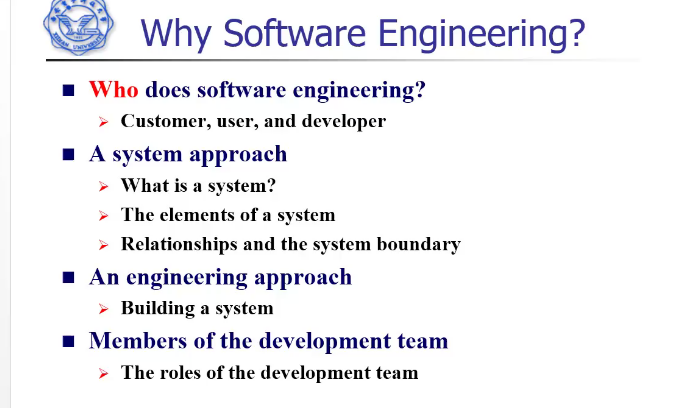 Why Software Engineering?
Who does software engineering?
Customer, user, and developer
A system approach
What is a system?
The elements of a system
Relationships and the system boundary
An engineering approach
Building a system
Members of the development team
The roles of the development team